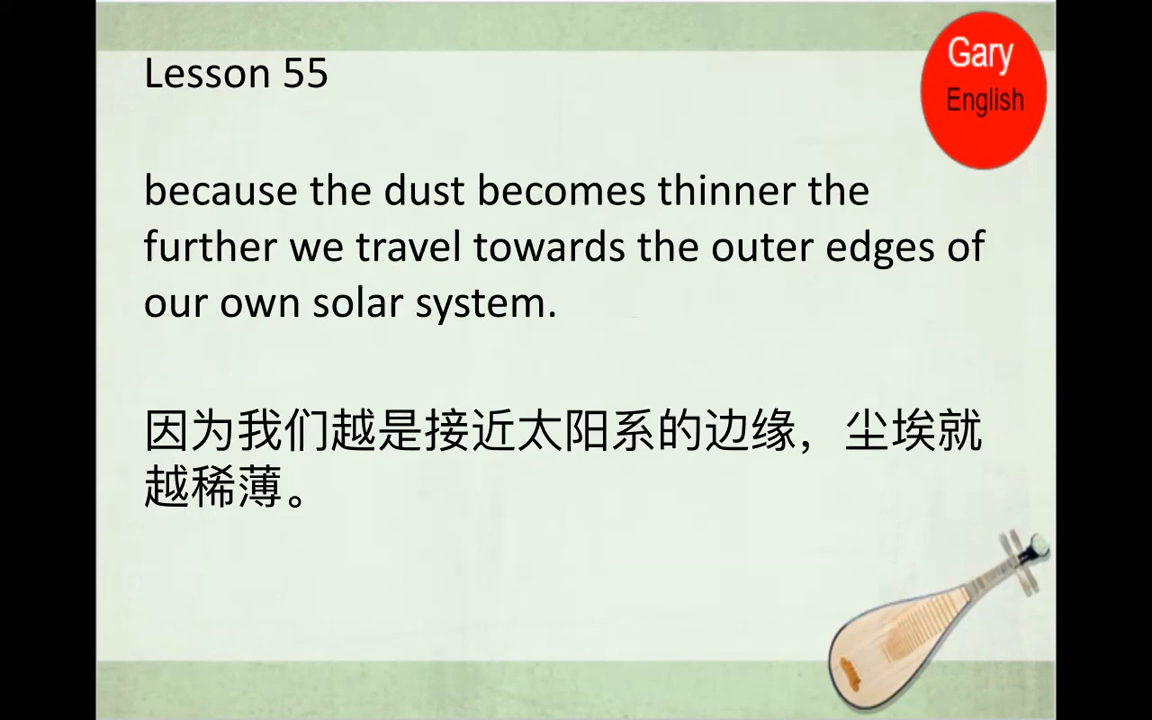 Lesson 55
Gary
English
because the dust becomes thinner the
further we travel towards the outer edges of
our own solar system.
因为我们越是接近太阳系的边缘，尘埃就
越稀薄。